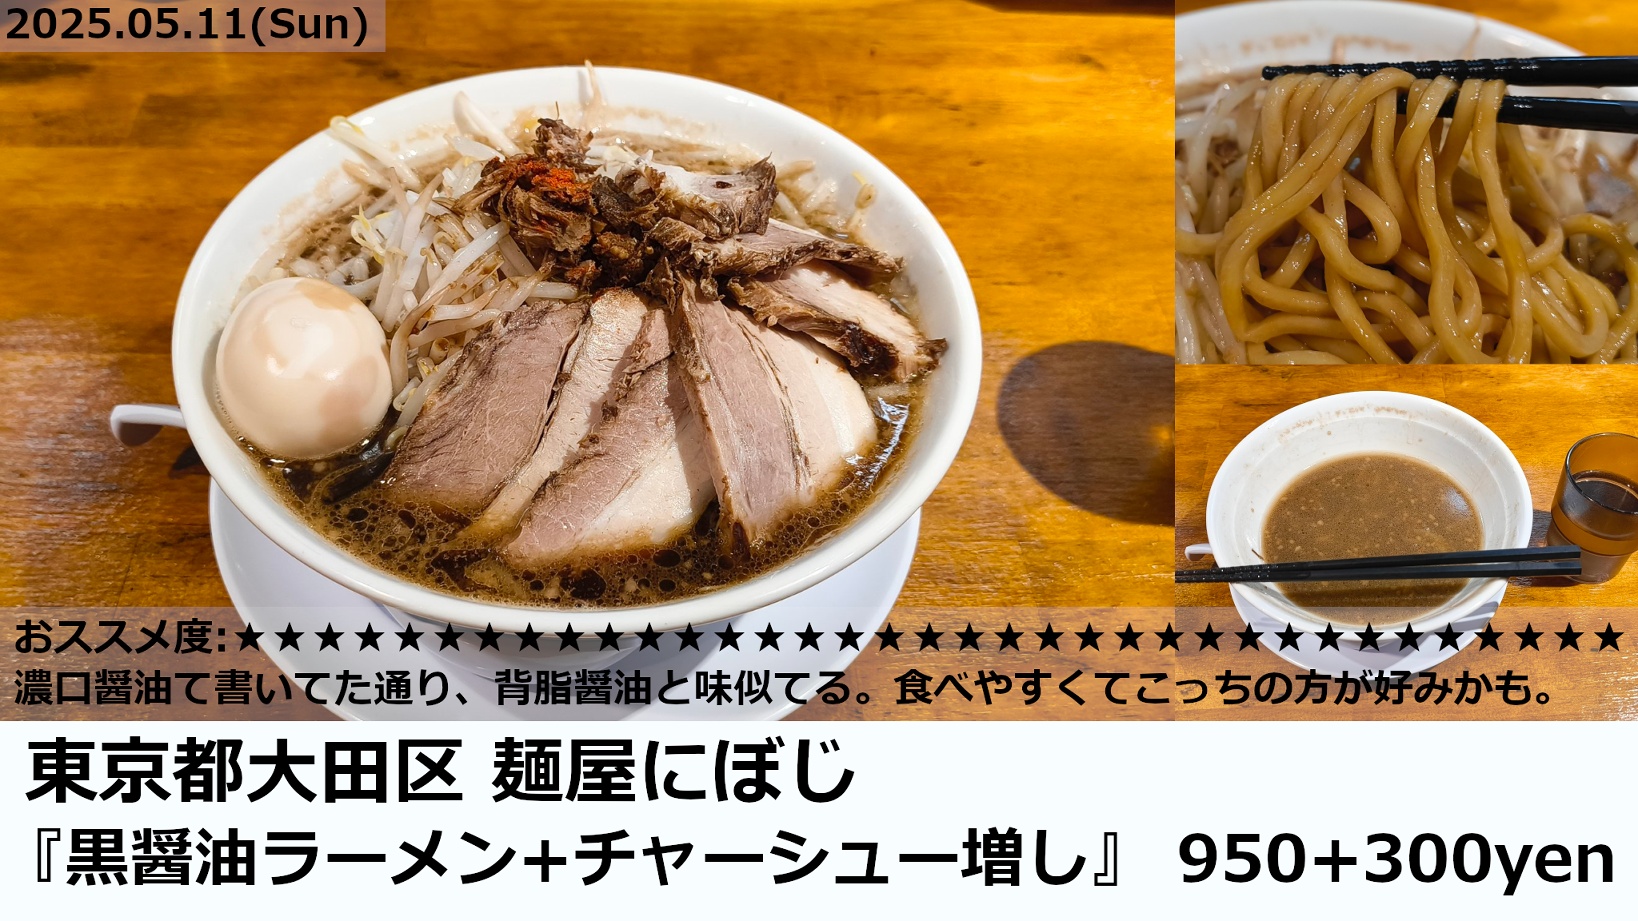 2025.05.11(Sun)
おススメ度:★★★★★★★★★★★★★★★★★★★★★★★★★★★★★★★★★★★
濃口醤油て書いてた通り、背脂醤油と味似てる。食べやすくてこっちの方が好みかも。
東京都大田区 麺屋にぼじ
『黒醤油ラーメン+チャーシュー増し』 950+300yen